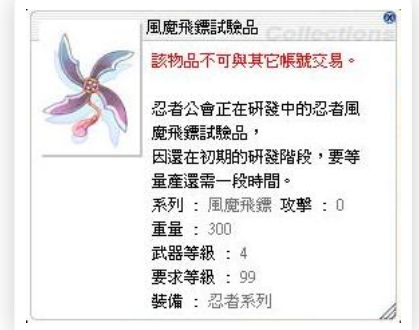 風魔飛鏢試驗品
Collections
該物品不可與其它帳號交易。
忍者公會正在研發中的忍者風
魔飛鏢試驗品，
因還在初期的研發階段，要等
量產還需一段時間。
系列 : 風魔飛鏢 攻擊 : 0
重量 : 300
武器等級 : 4
要求等級 : 99
裝備 : 忍者系列